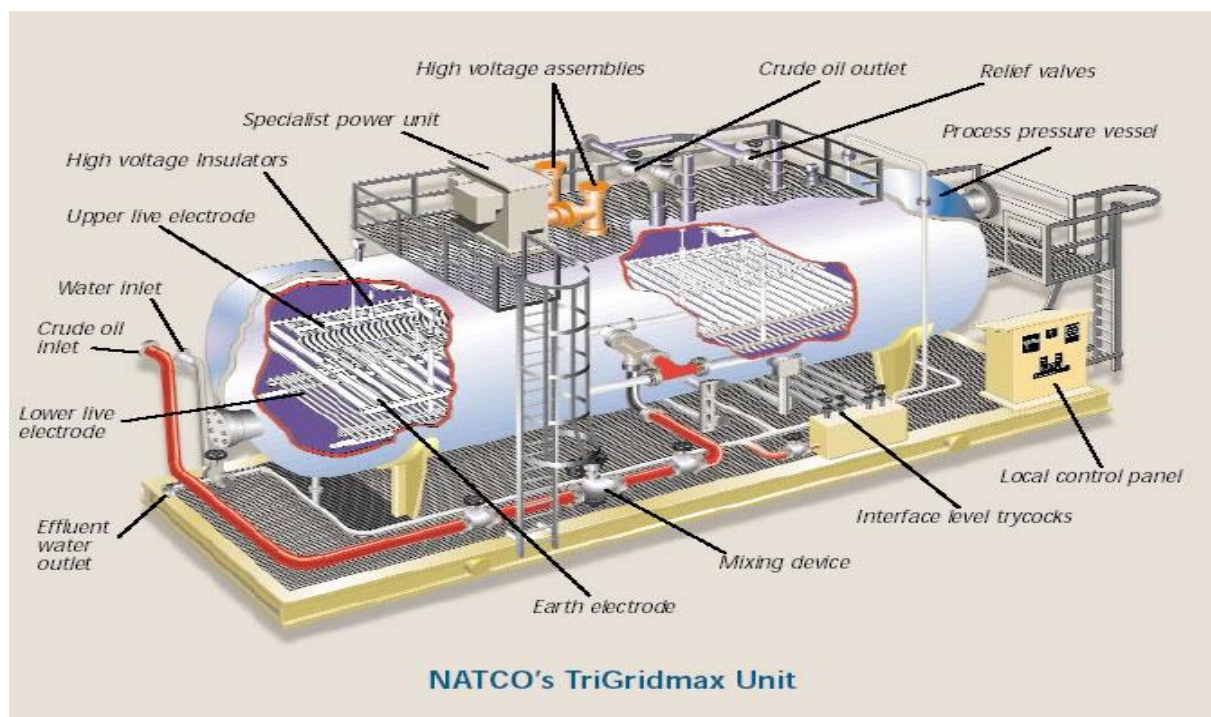 High voltage assemblies
Crude oil outlet
Relief valves
Specialist power unit
Process pressure vessel
High voltage Insulators
Upper live electrode
Water inlet
Crude oil
inlet
Lower live
electrode
Local control panel
Effluent
water
outlet
Interface level trycocks
Mixing device
Earth electrode
NATCO's TriGridmax Unit